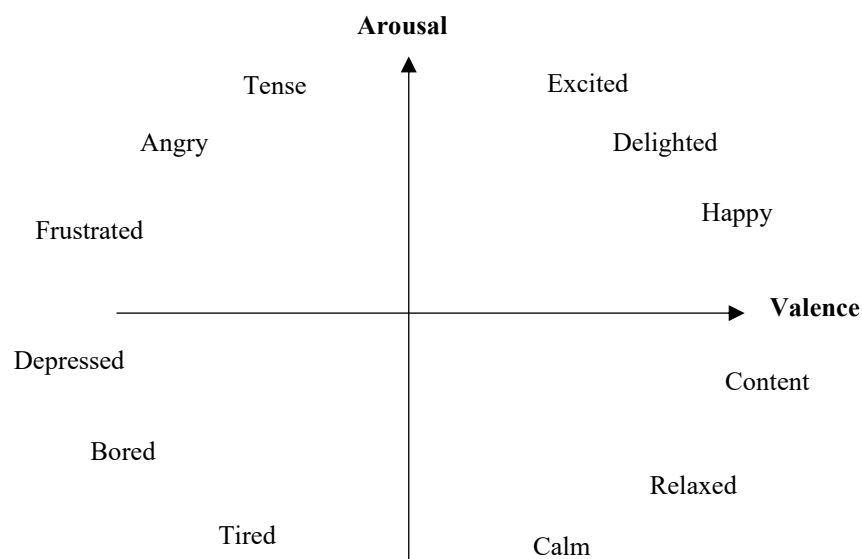 Arousal
Tense
Excited
Angry
Delighted
Happy
Frustrated
Valence
Depressed
Content
Bored
Relaxed
Tired
Calm